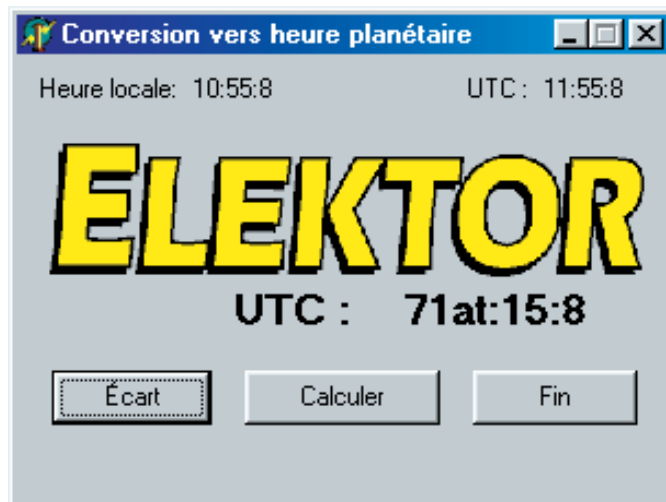 Conversion vers heure planétaire
Heure locale: 10:55:8 UTC : 11:55:8
ELEKTOR
UTC : 71at:15:8
Écart Calculer Fin